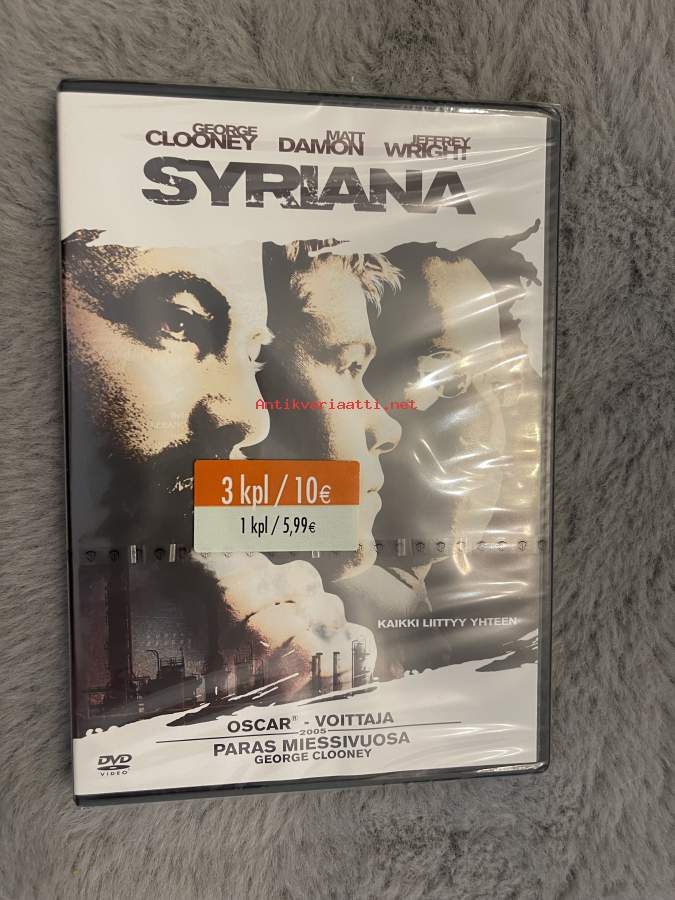 GEORGE MATT JEFFREY
CLOONEY DAMON WRIGHT
SYRIANA
Antikvariaatti.net
3 kpl / 10€
1 kpl / 5,99€
KAIKKI LIITTYY YHTEEN
OSCAR® - VOITTAJA
2005
PARAS MIESSIVUOSA
GEORGE CLOONEY
DVD
VIDEO